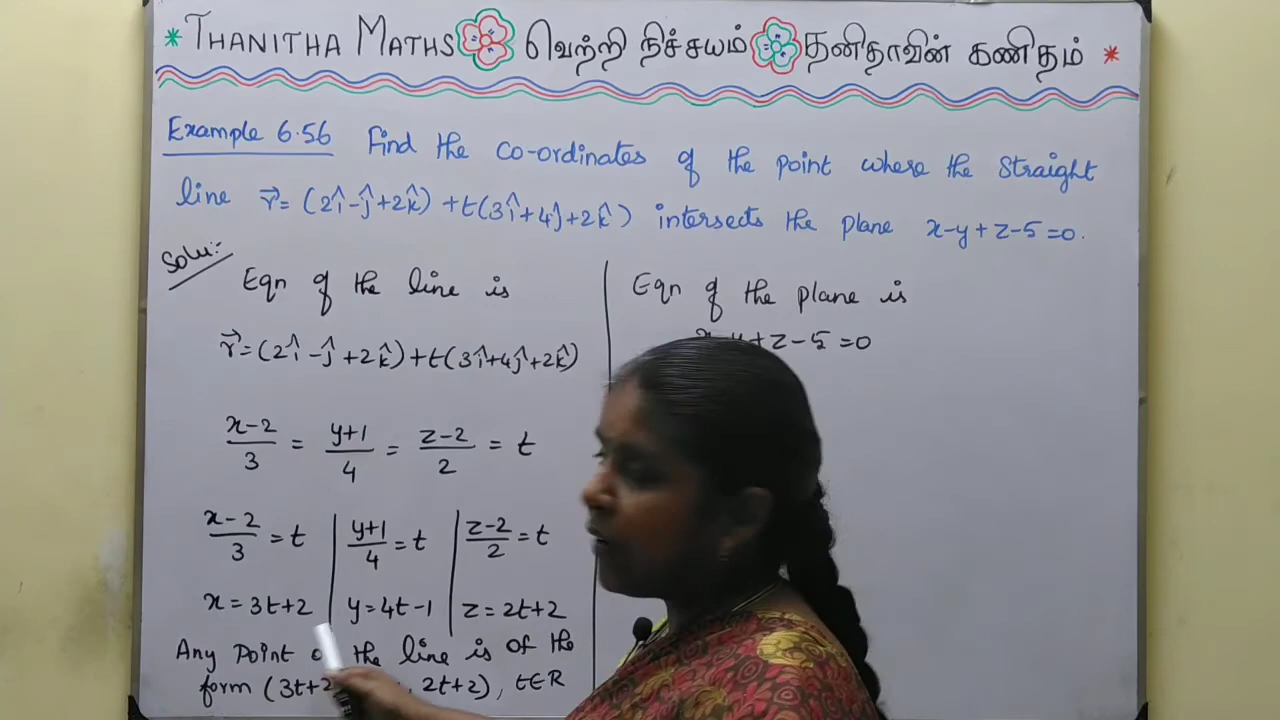 * THANITHA MATHS வெற்றி நிச்சயம் தனிதாவின் கணிதம் *
Example 6.56 Find the co-ordinates of the point where the straight
line r⃗ = (2î-ĵ+2k̂) + t(3î+4ĵ+2k̂) intersects the plane x-y+z-5=0.
Solu:-
Eqn of the line is
r⃗ = (2î-ĵ+2k̂)+t(3î+4ĵ+2k̂)
(x-2)/3 = (y+1)/4 = (z-2)/2 = t
(x-2)/3 = t | (y+1)/4 = t | (z-2)/2 = t
x = 3t+2 | y = 4t-1 | z = 2t+2
Any point the line is of the
form (3t+2 , 2t+2), t∈R
Eqn of the plane is
x-y+z-5=0